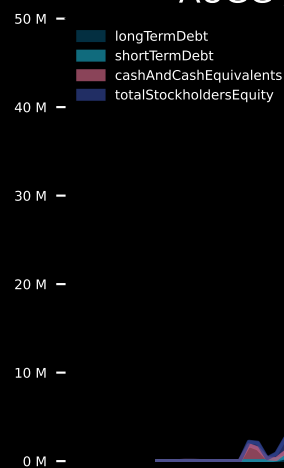 50 M
longTermDebt
shortTermDebt
cashAndCashEquivalents
totalStockholdersEquity
40 M
30 M
20 M
10 M
0 M